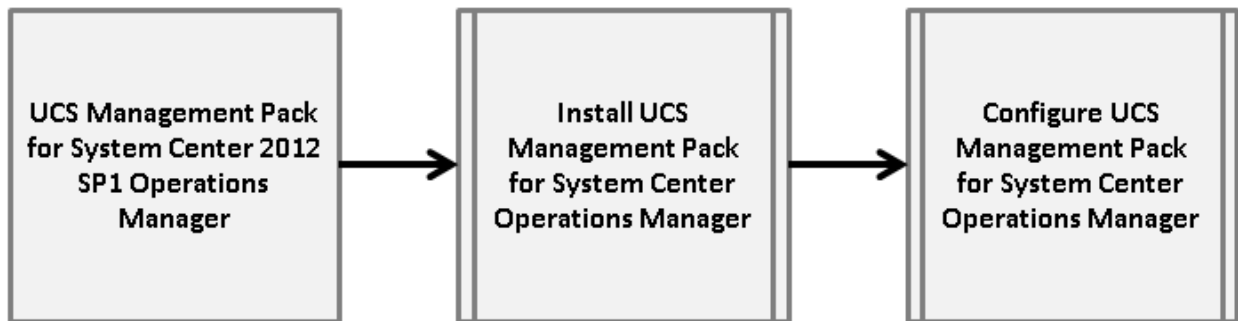 UCS Management Pack
for System Center 2012
SP1 Operations
Manager
Install UCS
Management Pack
for System Center
Operations Manager
Configure UCS
Management Pack
for System Center
Operations Manager